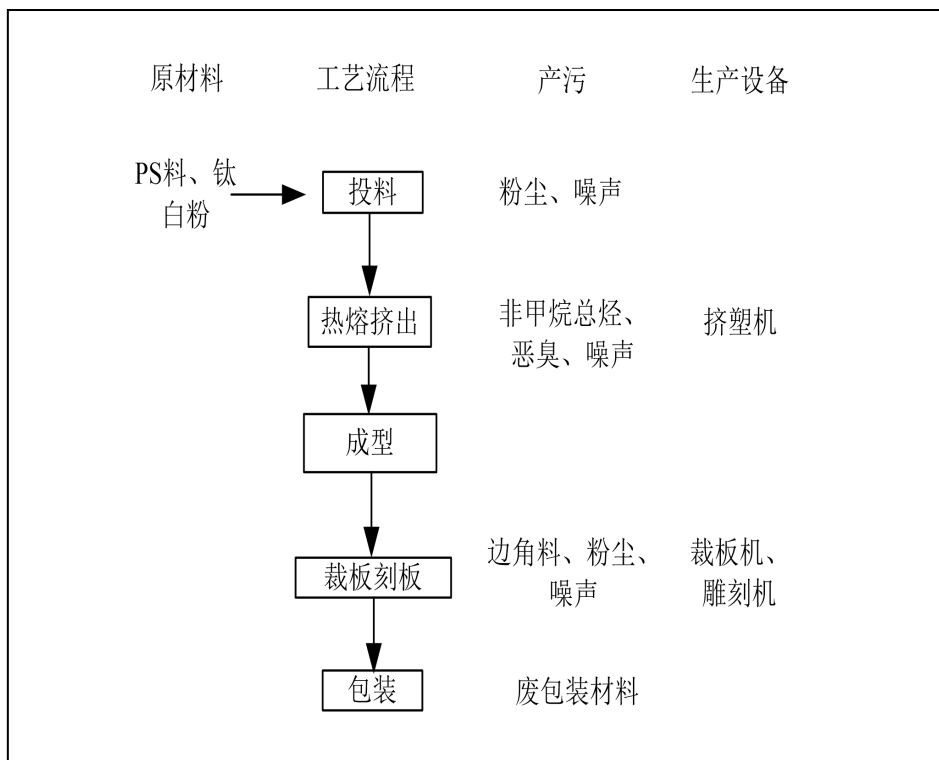 原材料 工艺流程 产污 生产设备
PS料、钛
白粉
投料
粉尘、噪声
热熔挤出
非甲烷总烃、
恶臭、噪声
挤塑机
成型
裁板刻板
边角料、粉尘、
噪声
裁板机、
雕刻机
包装
废包装材料